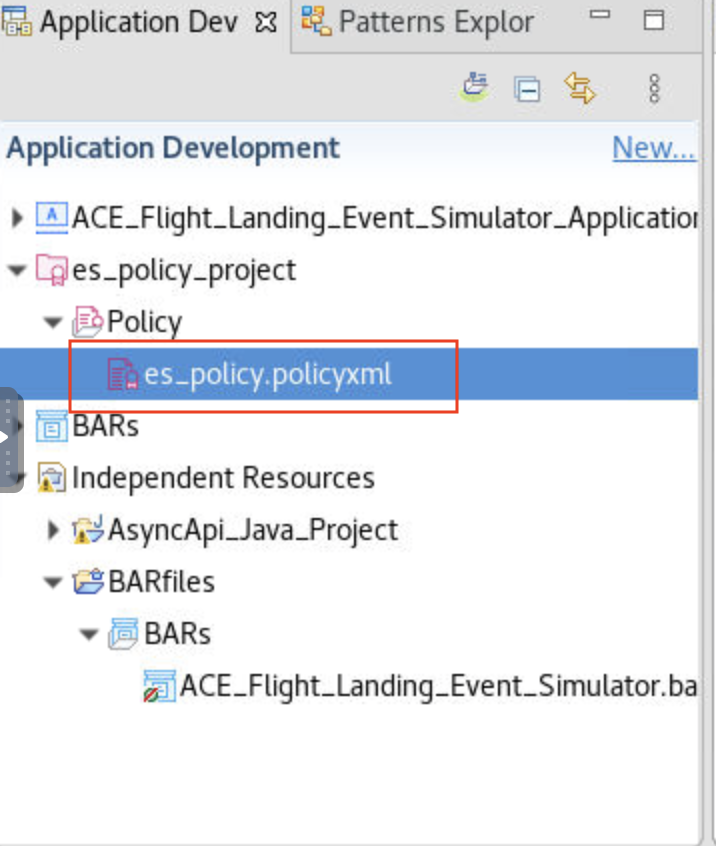 Application Dev Patterns Explor
Application Development New...
A ACE_Flight_Landing_Event_Simulator_Application
es_policy_project
Policy
es_policy.policyxml
BARs
Independent Resources
AsyncApi_Java_Project
BARfiles
BARs
ACE_Flight_Landing_Event_Simulator.ba